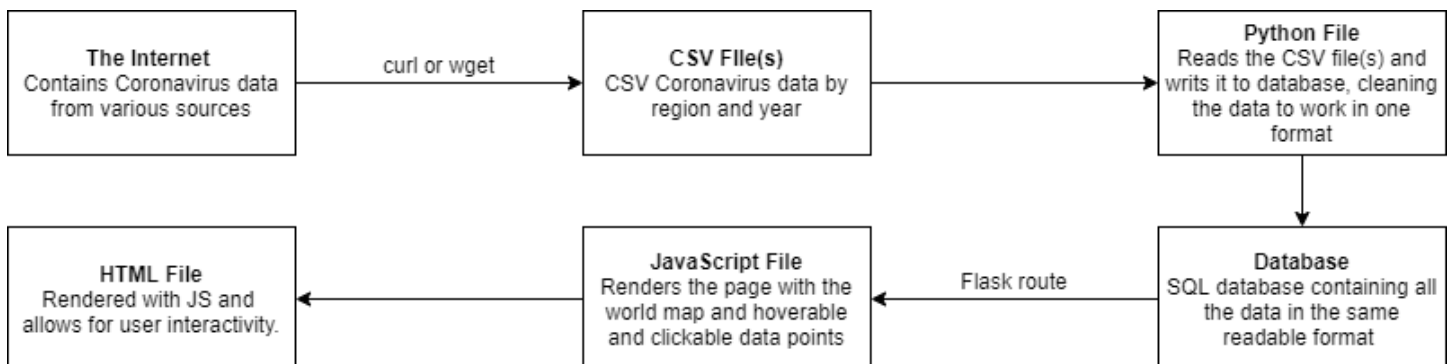 The Internet
Contains Coronavirus data
from various sources
curl or wget
CSV FIle(s)
CSV Coronavirus data by
region and year
Python File
Reads the CSV file(s) and
writs it to database, cleaning
the data to work in one
format
HTML File
Rendered with JS and
allows for user interactivity.
JavaScript File
Renders the page with the
world map and hoverable
and clickable data points
Flask route
Database
SQL database containing all
the data in the same
readable format